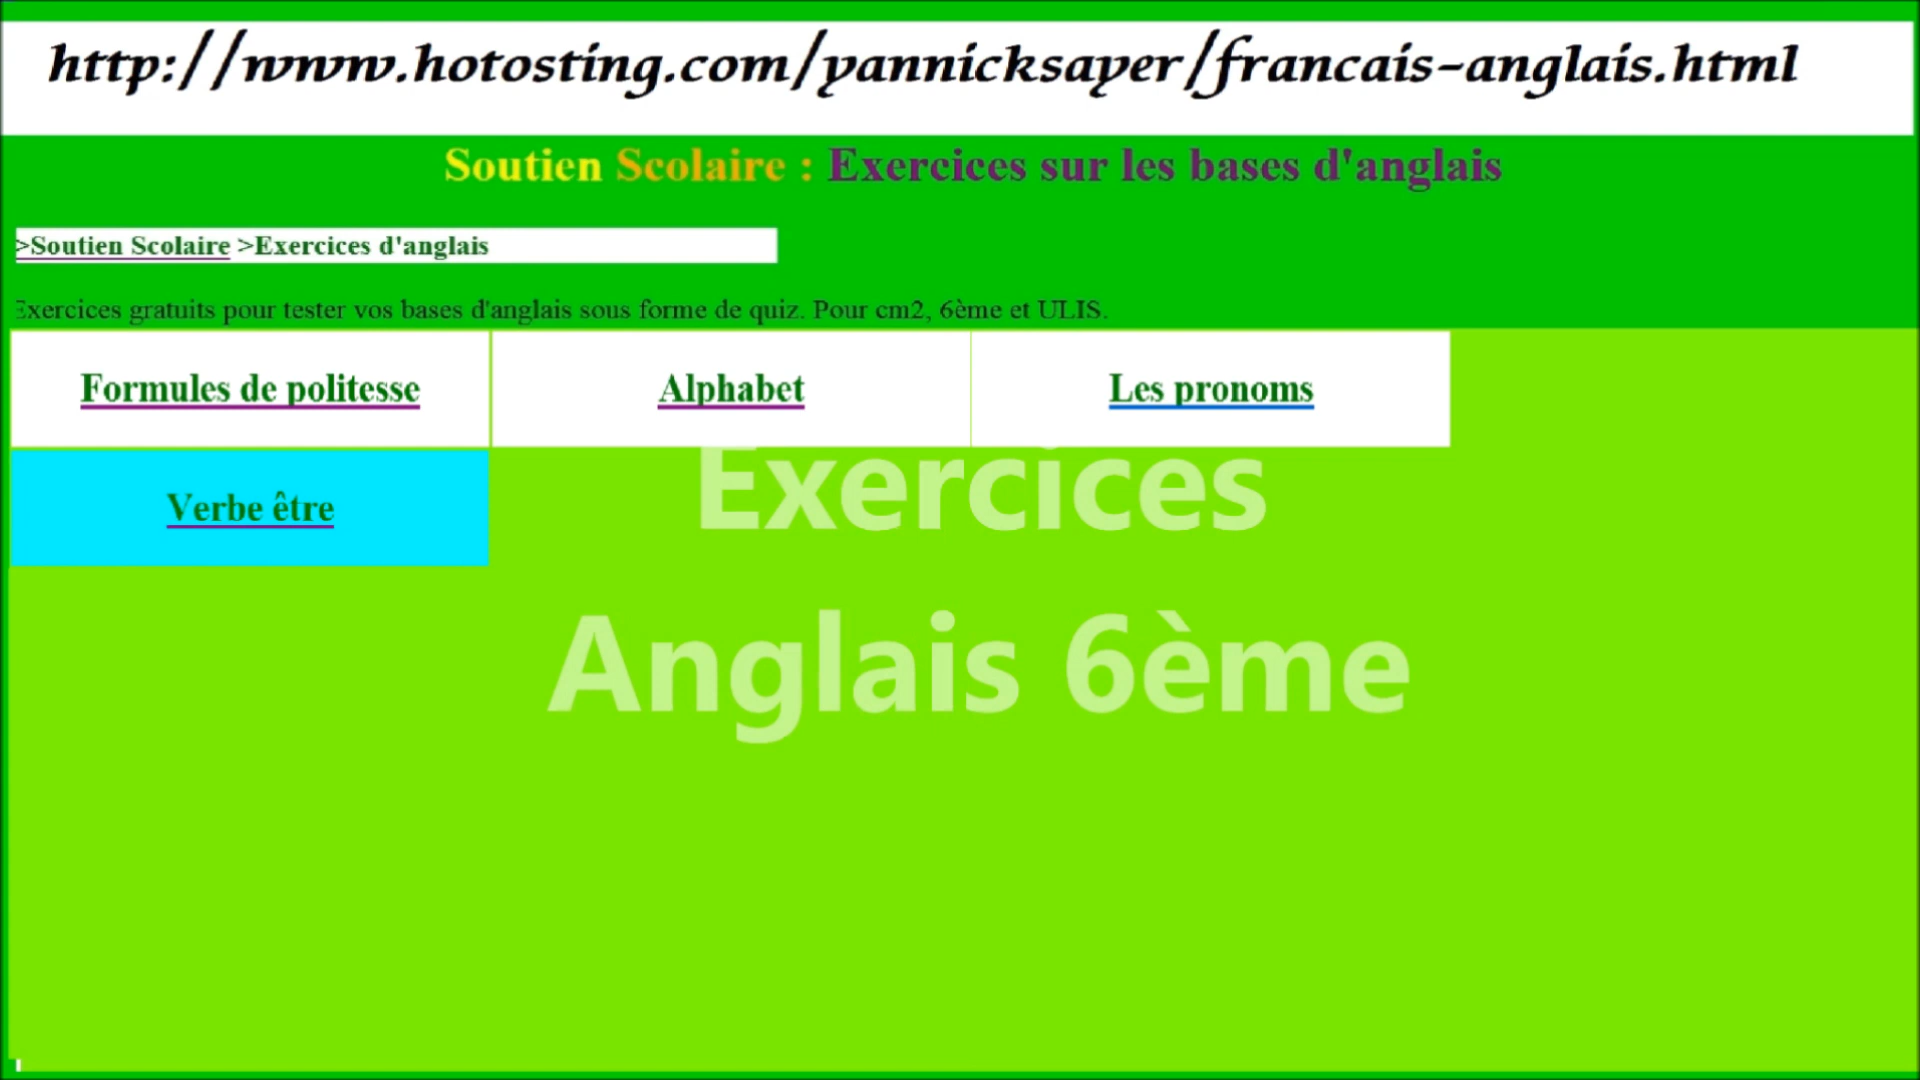 http://www.hotosting.com/yannicksayer/francais-anglais.html
Soutien Scolaire : Exercices sur les bases d'anglais
>Soutien Scolaire >Exercices d'anglais
Exercices gratuits pour tester vos bases d'anglais sous forme de quiz. Pour cm2, 6ème et ULIS.
Formules de politesse Alphabet Les pronoms
Verbe être
Exercices
Anglais 6ème